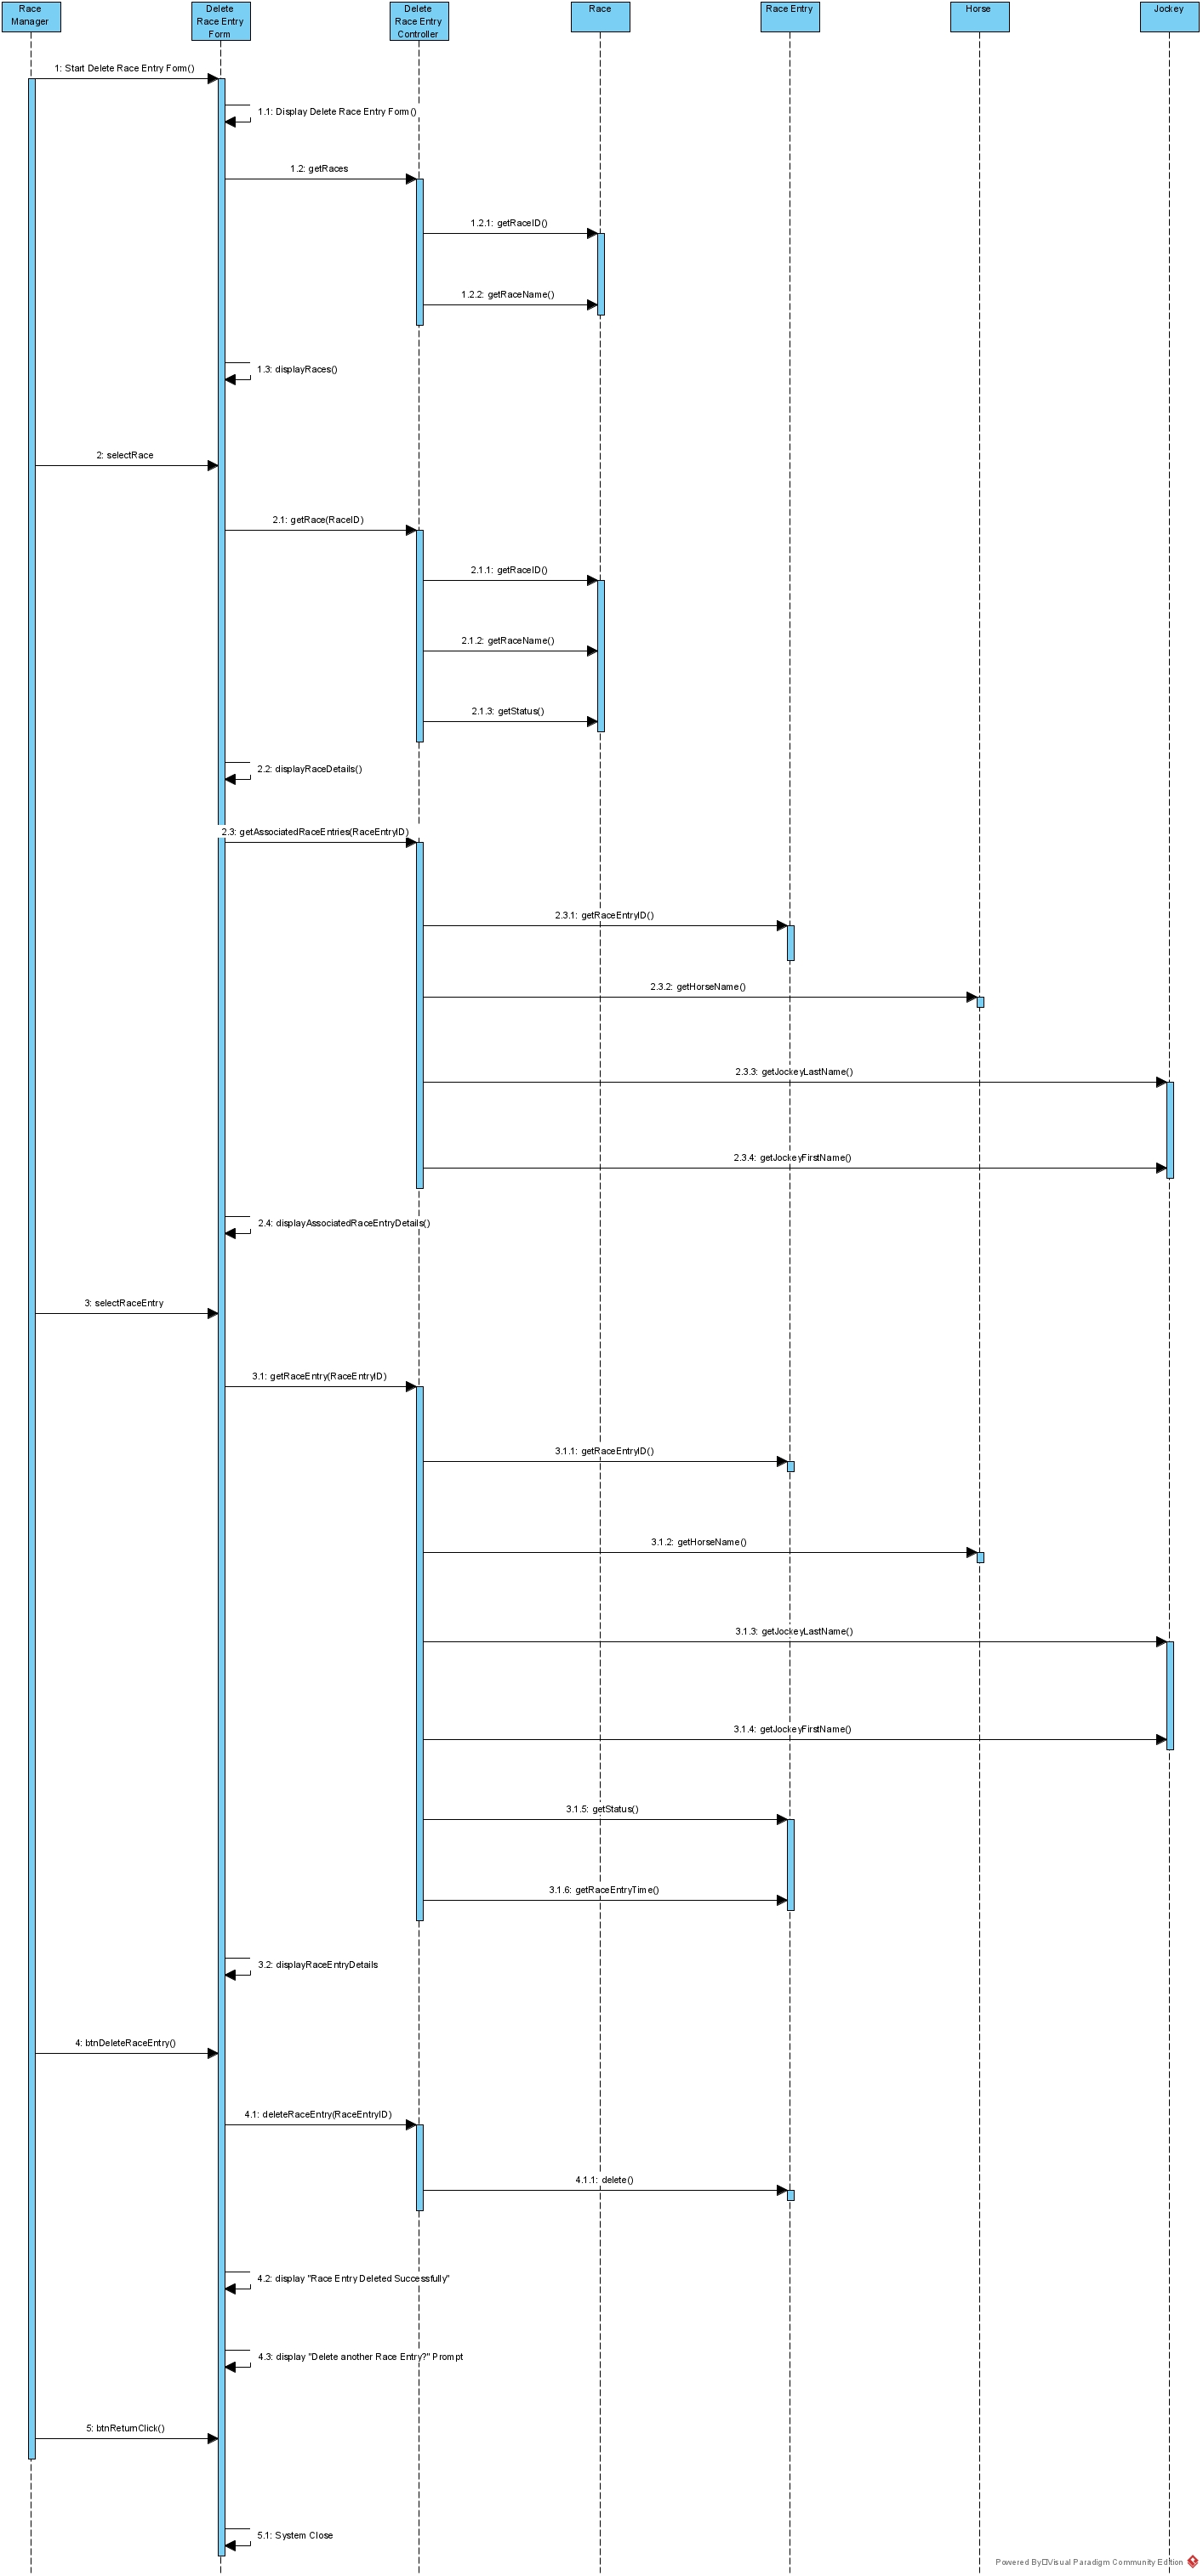 Race
Manager
Delete
Race Entry
Form
Delete
Race Entry
Controller
Race
Race Entry
Horse
Jockey
1: Start Delete Race Entry Form()
1.1: Display Delete Race Entry Form()
1.2: getRaces
1.2.1: getRaceID()
1.2.2: getRaceName()
1.3: displayRaces()
2: selectRace
2.1: getRace(RaceID)
2.1.1: getRaceID()
2.1.2: getRaceName()
2.1.3: getStatus()
2.2: displayRaceDetails()
2.3: getAssociatedRaceEntries(RaceEntryID)
2.3.1: getRaceEntryID()
2.3.2: getHorseName()
2.3.3: getJockeyLastName()
2.3.4: getJockeyFirstName()
2.4: displayAssociatedRaceEntryDetails()
3: selectRaceEntry
3.1: getRaceEntry(RaceEntryID)
3.1.1: getRaceEntryID()
3.1.2: getHorseName()
3.1.3: getJockeyLastName()
3.1.4: getJockeyFirstName()
3.1.5: getStatus()
3.1.6: getRaceEntryTime()
3.2: displayRaceEntryDetails
4: btnDeleteRaceEntry()
4.1: deleteRaceEntry(RaceEntryID)
4.1.1: delete()
4.2: display "Race Entry Deleted Successfully"
4.3: display "Delete another Race Entry?" Prompt
5: btnReturnClick()
5.1: System Close
Powered By□Visual Paradigm Community Edition